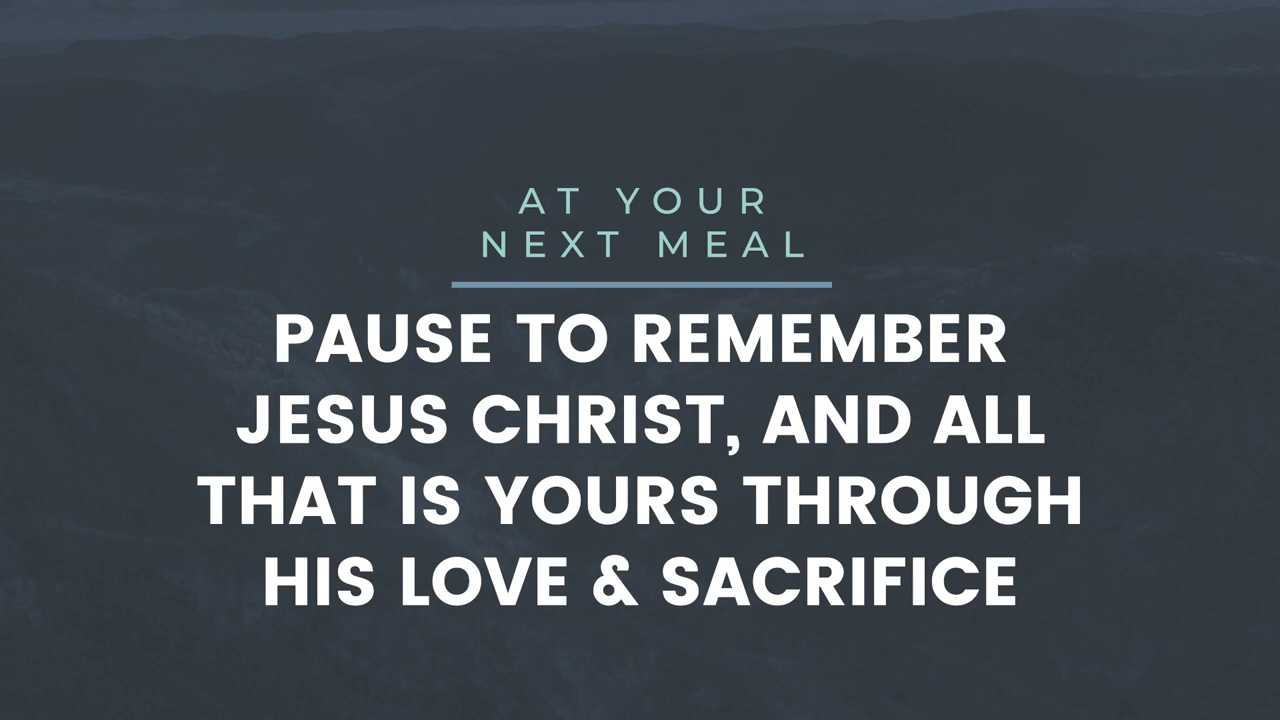 AT YOUR
NEXT MEAL
PAUSE TO REMEMBER
JESUS CHRIST, AND ALL
THAT IS YOURS THROUGH
HIS LOVE & SACRIFICE